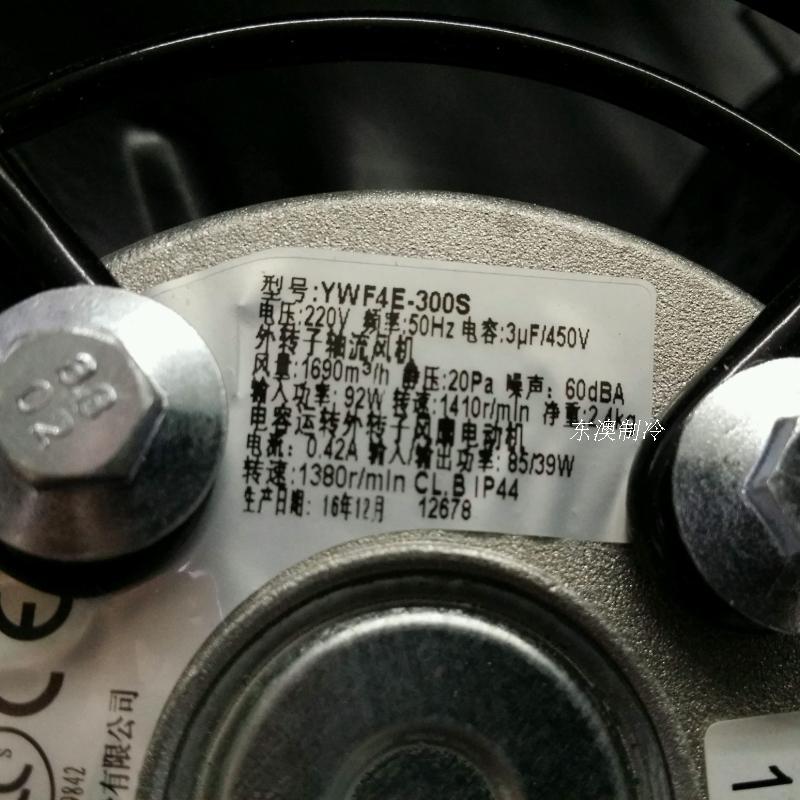 型号:YWF4E-300S
电压:220V 频率:50Hz 电容:3μF/450V
外转子轴流风机
风量:1690m³/h 静压:20Pa 噪声:60dBA
输入功率:92W 转速:1410r/min 净重:2.4kg
电容运转外转子风扇电动机
电流:0.42A 输入/输出功率:85/39W
转速:1380r/min CL.B IP44
生产日期:16年12月 12678
东澳制冷
8.8
02
CE
有限公司
9842
S
1